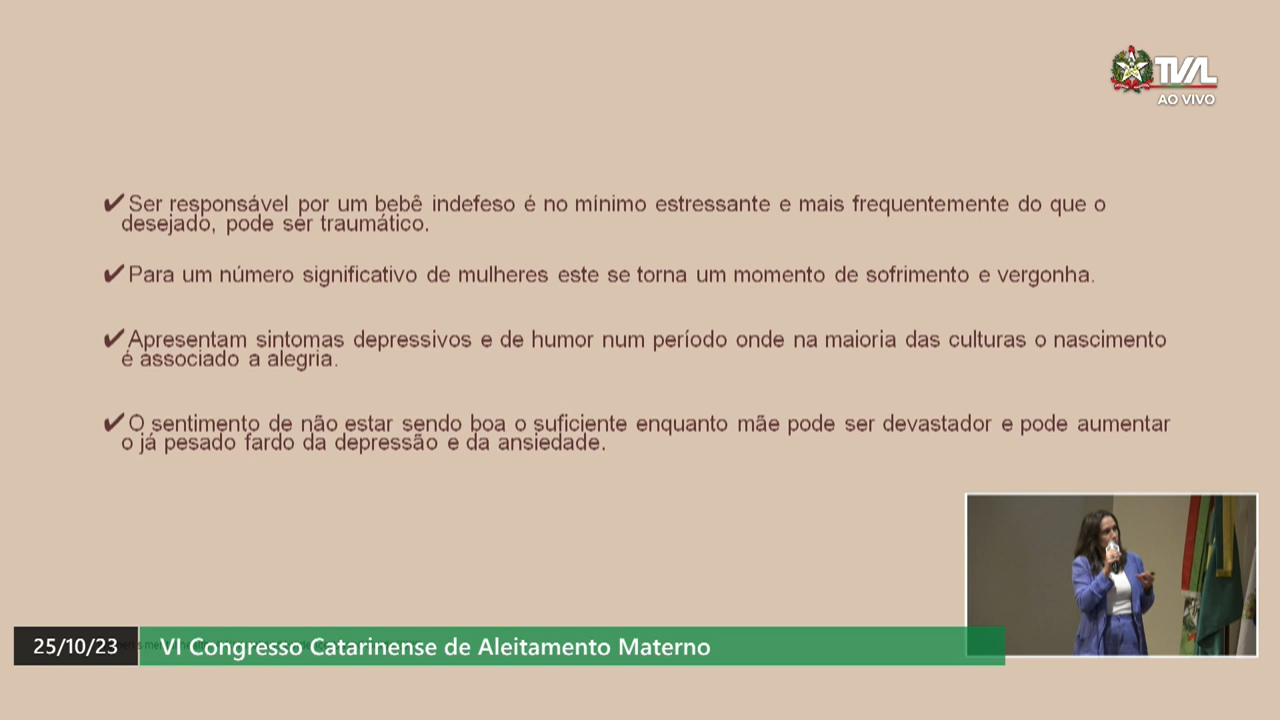 TVAL
AO VIVO
✔Ser responsável por um bebê indefeso é no mínimo estressante e mais frequentemente do que o
desejado, pode ser traumático.
✔Para um número significativo de mulheres este se torna um momento de sofrimento e vergonha.
✔Apresentam sintomas depressivos e de humor num período onde na maioria das culturas o nascimento
é associado a alegria.
✔O sentimento de não estar sendo boa o suficiente enquanto mãe pode ser devastador e pode aumentar
o já pesado fardo da depressão e da ansiedade.
25/10/23 VI Congresso Catarinense de Aleitamento Materno